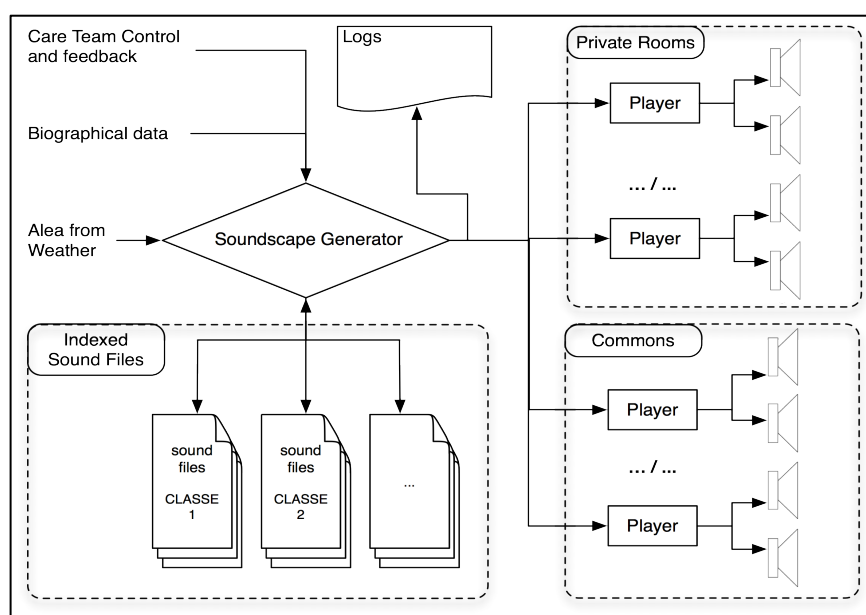 Care Team Control
and feedback
Biographical data
Alea from
Weather
Logs
Soundscape Generator
Indexed
Sound Files
sound
files
CLASSE
1
sound
files
CLASSE
2
...
Private Rooms
Player
... / ...
Player
Commons
Player
... / ...
Player